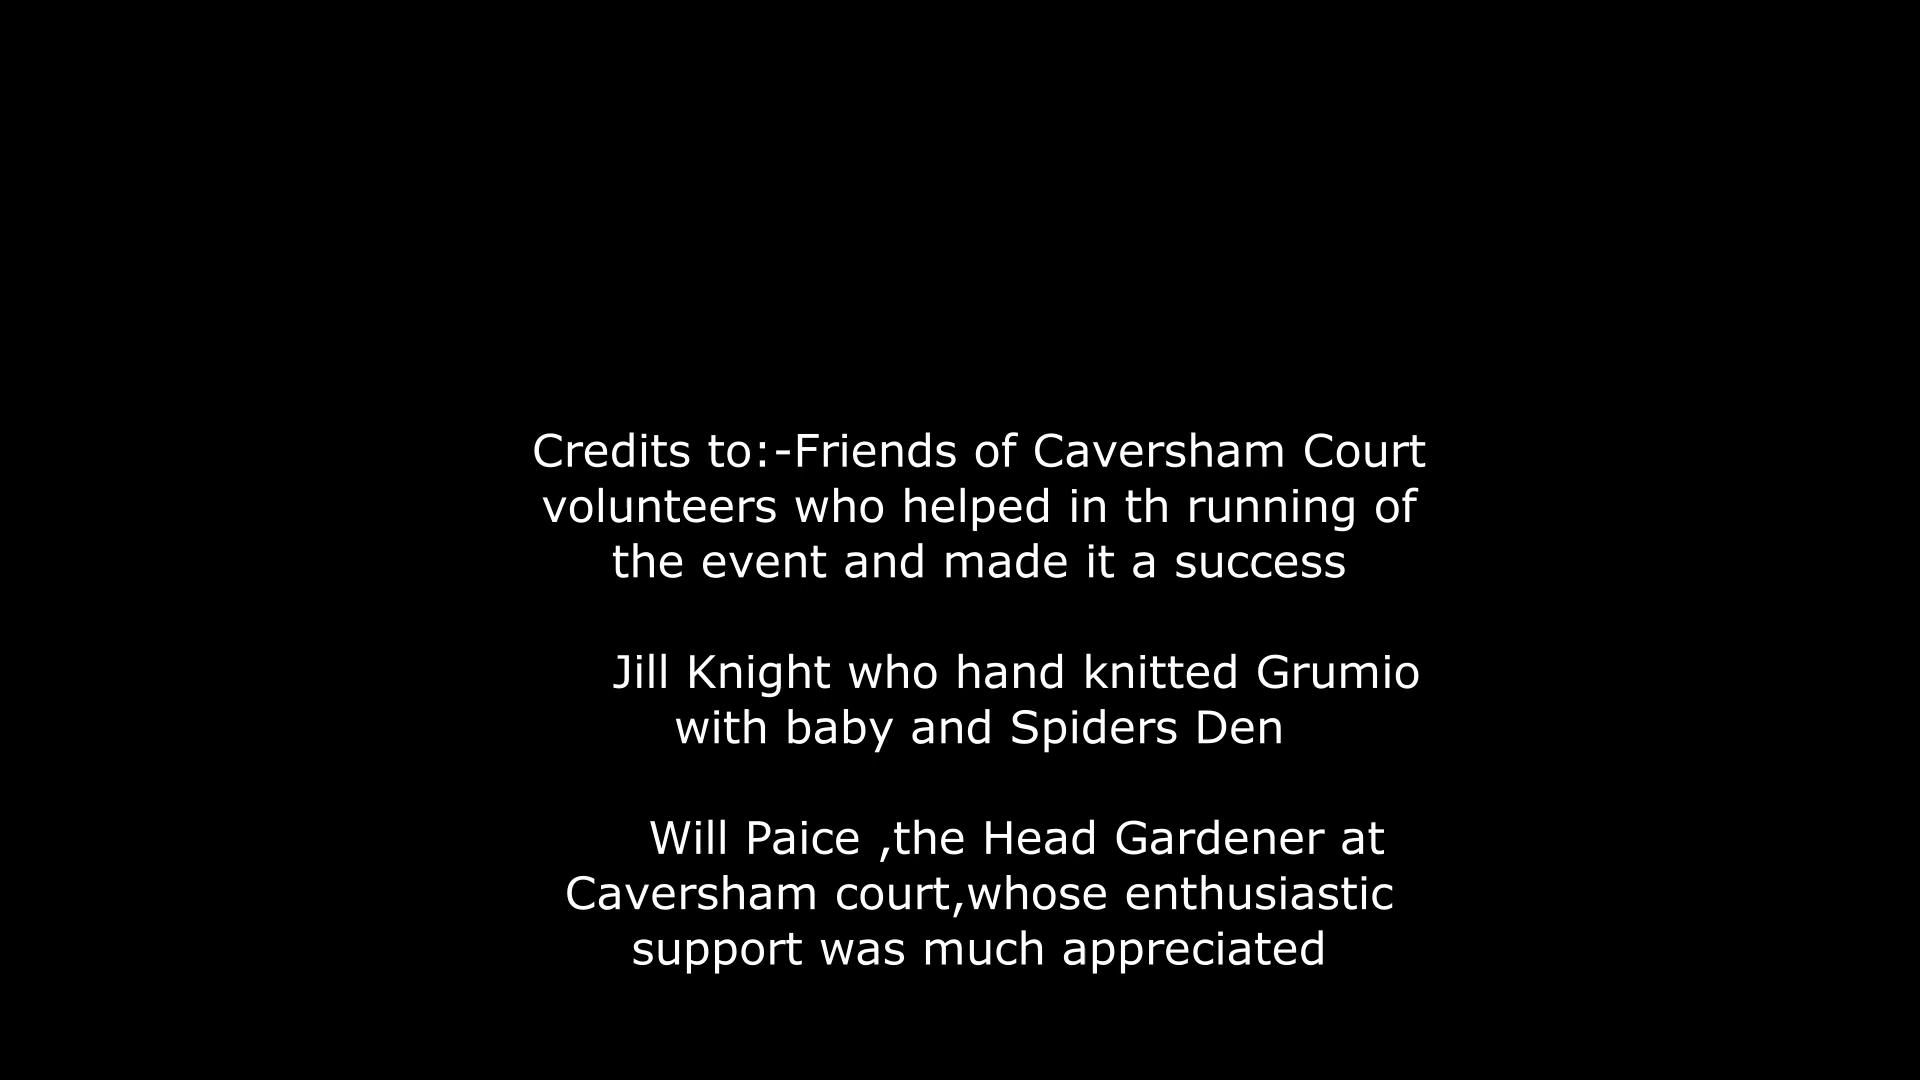 Credits to:-Friends of Caversham Court
volunteers who helped in th running of
the event and made it a success
Jill Knight who hand knitted Grumio
with baby and Spiders Den
Will Paice ,the Head Gardener at
Caversham court,whose enthusiastic
support was much appreciated